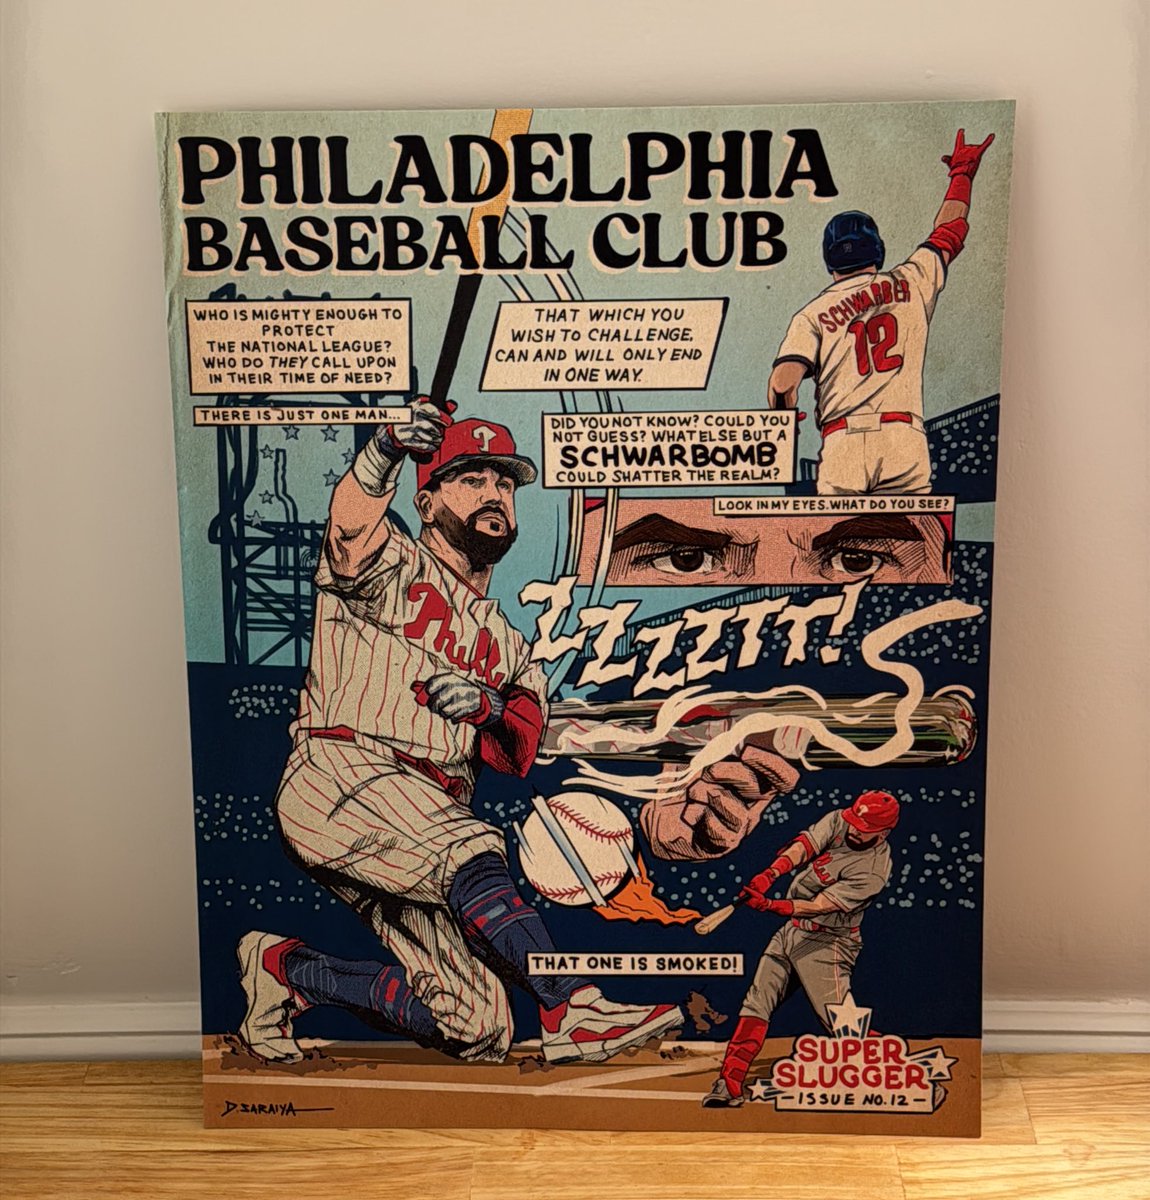 PHILADELPHIA
BASEBALL CLUB
WHO IS MIGHTY ENOUGH TO
PROTECT
THE NATIONAL LEAGUE?
WHO DO THEY CALL UPON
IN THEIR TIME OF NEED?
THERE IS JUST ONE MAN...
THAT WHICH YOU
WISH TO CHALLENGE,
CAN AND WILL ONLY END
IN ONE WAY.
SCHWARBER
12
DID YOU NOT KNOW? COULD YOU
NOT GUESS? WHAT ELSE BUT A
SCHWARBOMB
COULD SHATTER THE REALM?
LOOK IN MY EYES. WHAT DO YOU SEE?
Phillies
ZZZZZTTT!
THAT ONE IS SMOKED!
SUPER
SLUGGER
-ISSUE NO. 12-
D. SARAIYA